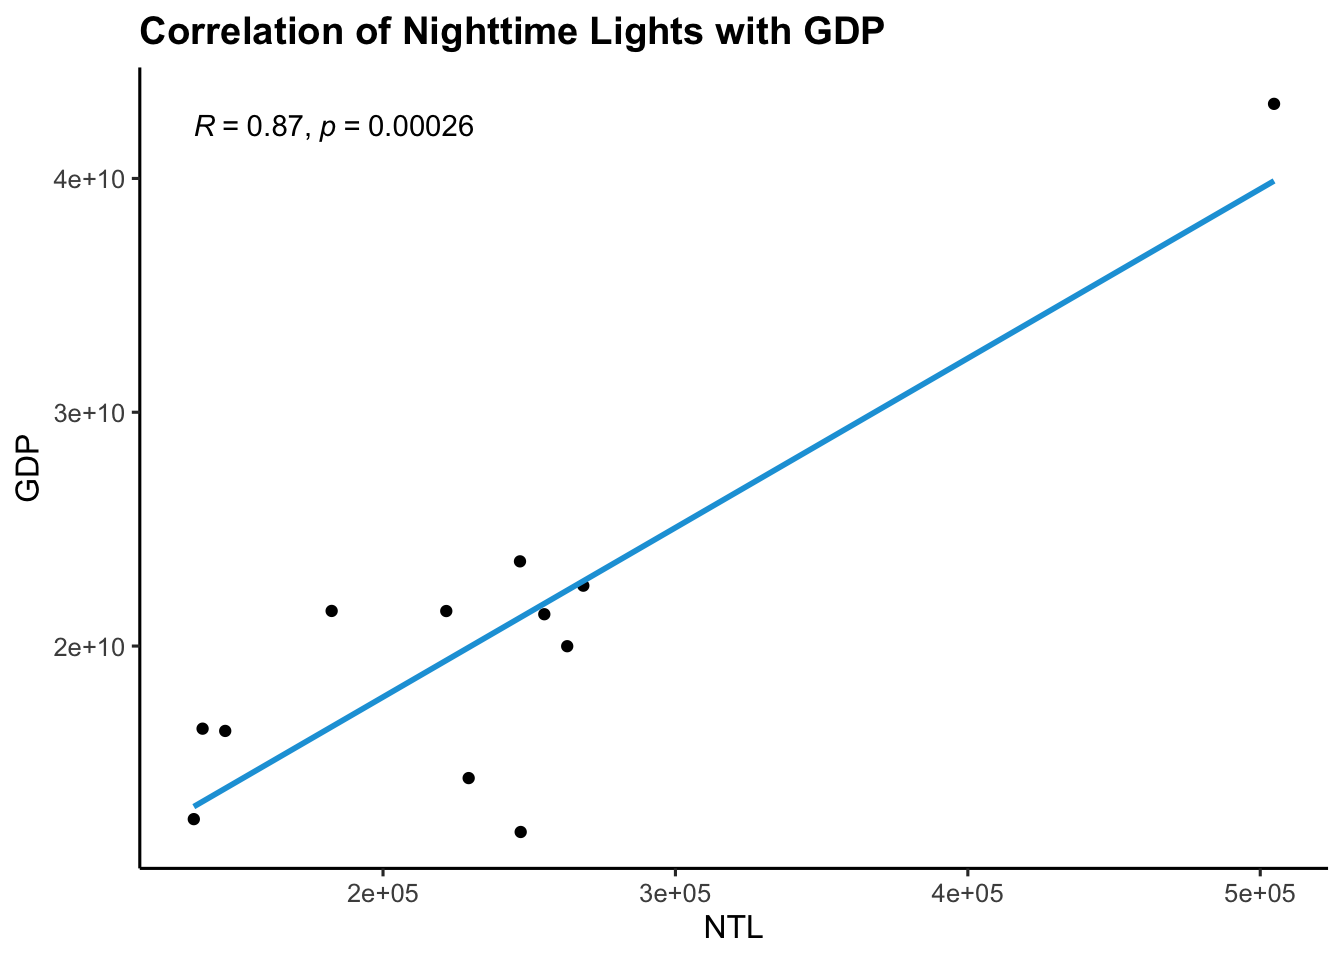 Correlation of Nighttime Lights with GDP
R = 0.87, p = 0.00026
4e+10
3e+10
2e+10
GDP
2e+05 3e+05 4e+05 5e+05
NTL